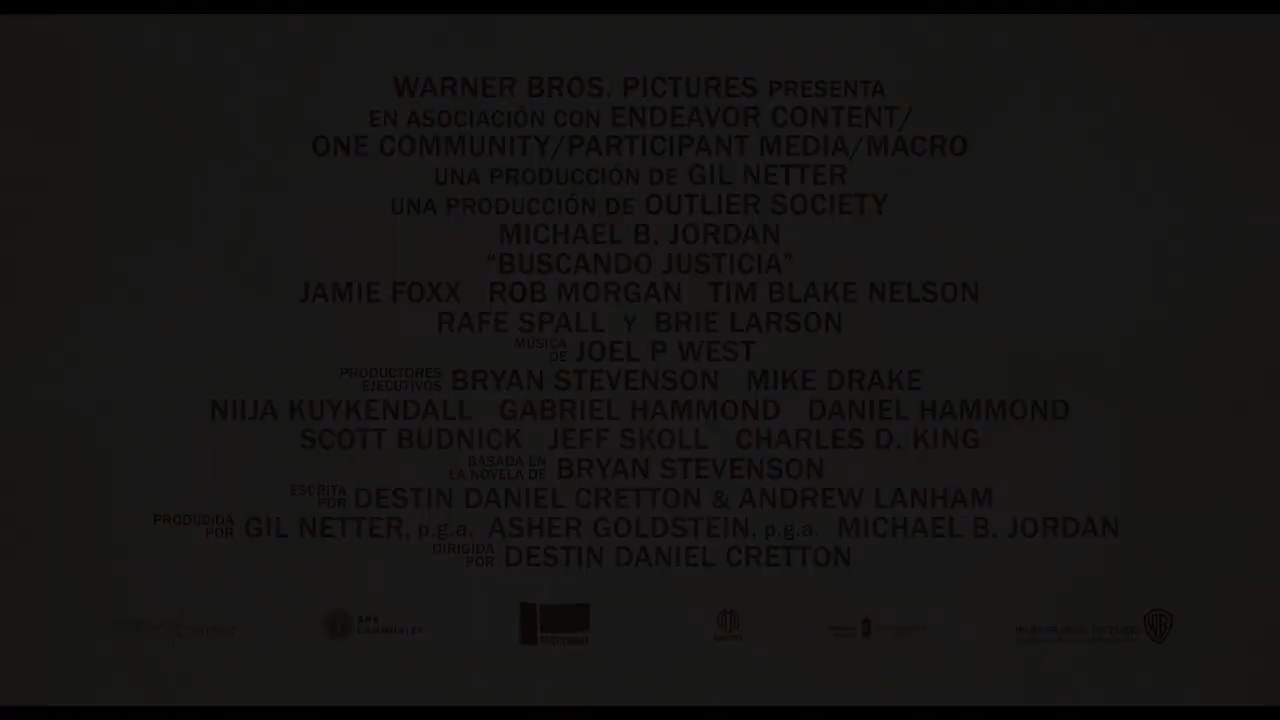 WARNER BROS. PICTURES PRESENTA
EN ASOCIACIÓN CON ENDEAVOR CONTENT/
ONE COMMUNITY/PARTICIPANT MEDIA/MACRO
UNA PRODUCCIÓN DE GIL NETTER
UNA PRODUCCIÓN DE OUTLIER SOCIETY
MICHAEL B. JORDAN
“BUSCANDO JUSTICIA”
JAMIE FOXX ROB MORGAN TIM BLAKE NELSON
RAFE SPALL Y BRIE LARSON
MÚSICA DE JOEL P WEST
PRODUCTORES EJECUTIVOS BRYAN STEVENSON MIKE DRAKE
NIIJA KUYKENDALL GABRIEL HAMMOND DANIEL HAMMOND
SCOTT BUDNICK JEFF SKOLL CHARLES D. KING
BASADA EN LA NOVELA DE BRYAN STEVENSON
ESCRITA POR DESTIN DANIEL CRETTON & ANDREW LANHAM
PRODUCIDA POR GIL NETTER, p.g.a. ASHER GOLDSTEIN, p.g.a. MICHAEL B. JORDAN
DIRIGIDA POR DESTIN DANIEL CRETTON
WB